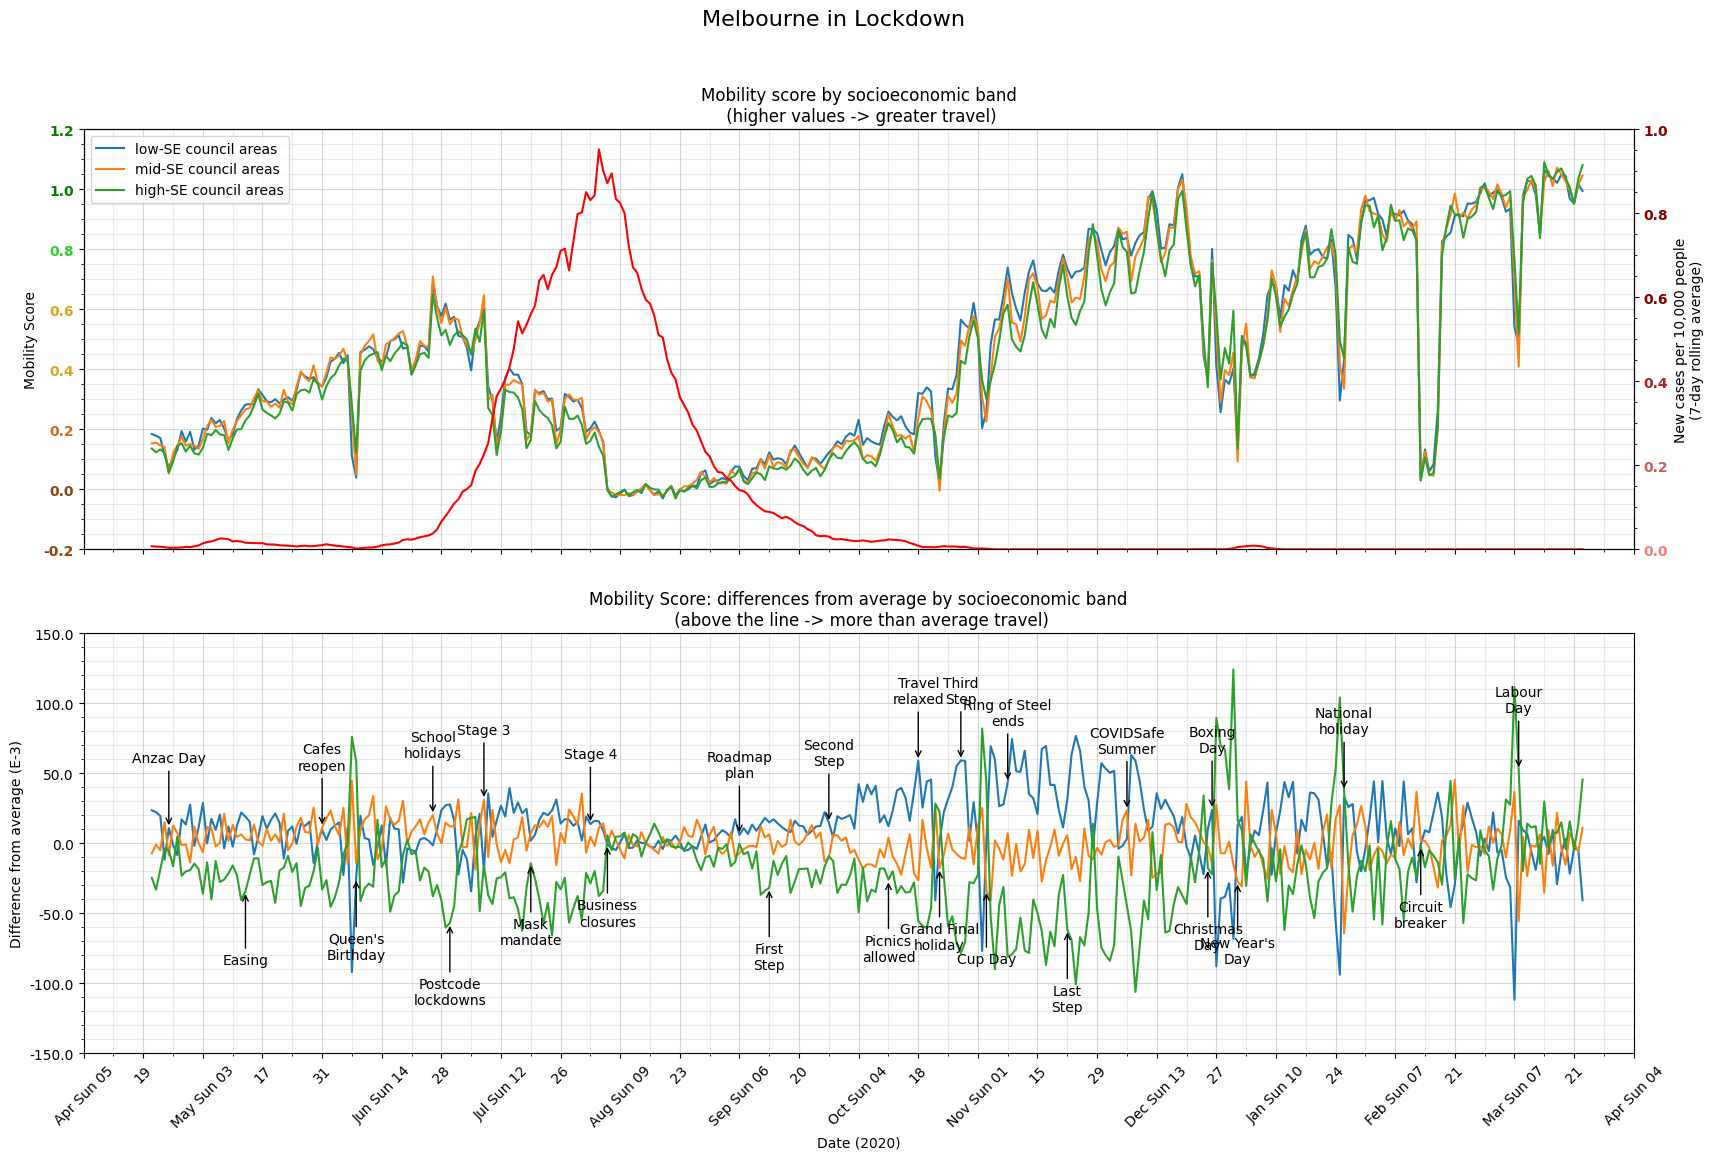 Melbourne in Lockdown
Mobility score by socioeconomic band
(higher values -> greater travel)
low-SE council areas
mid-SE council areas
high-SE council areas
Mobility Score
1.2
1.0
0.8
0.6
0.4
0.2
0.0
-0.2
1.0
0.8
0.6
0.4
0.2
0.0
New cases per 10,000 people
(7-day rolling average)
Mobility Score: differences from average by socioeconomic band
(above the line -> more than average travel)
Difference from average (E-3)
150.0
100.0
50.0
0.0
-50.0
-100.0
-150.0
Anzac Day
Easing
Cafes
reopen
Queen's
Birthday
School
holidays
Postcode
lockdowns
Stage 3
Mask
mandate
Stage 4
Business
closures
Roadmap
plan
First
Step
Second
Step
Picnics
allowed
Travel
relaxed
Grand Final
holiday
Third
Step
Cup Day
Ring of Steel
ends
Last
Step
COVIDSafe
Summer
Christmas
Day
Boxing
Day
New Year's
Day
National
holiday
Circuit
breaker
Labour
Day
Apr Sun 05
19
May Sun 03
17
31
Jun Sun 14
28
Jul Sun 12
26
Aug Sun 09
23
Sep Sun 06
20
Oct Sun 04
18
Nov Sun 01
15
29
Dec Sun 13
27
Jan Sun 10
24
Feb Sun 07
21
Mar Sun 07
21
Apr Sun 04
Date (2020)